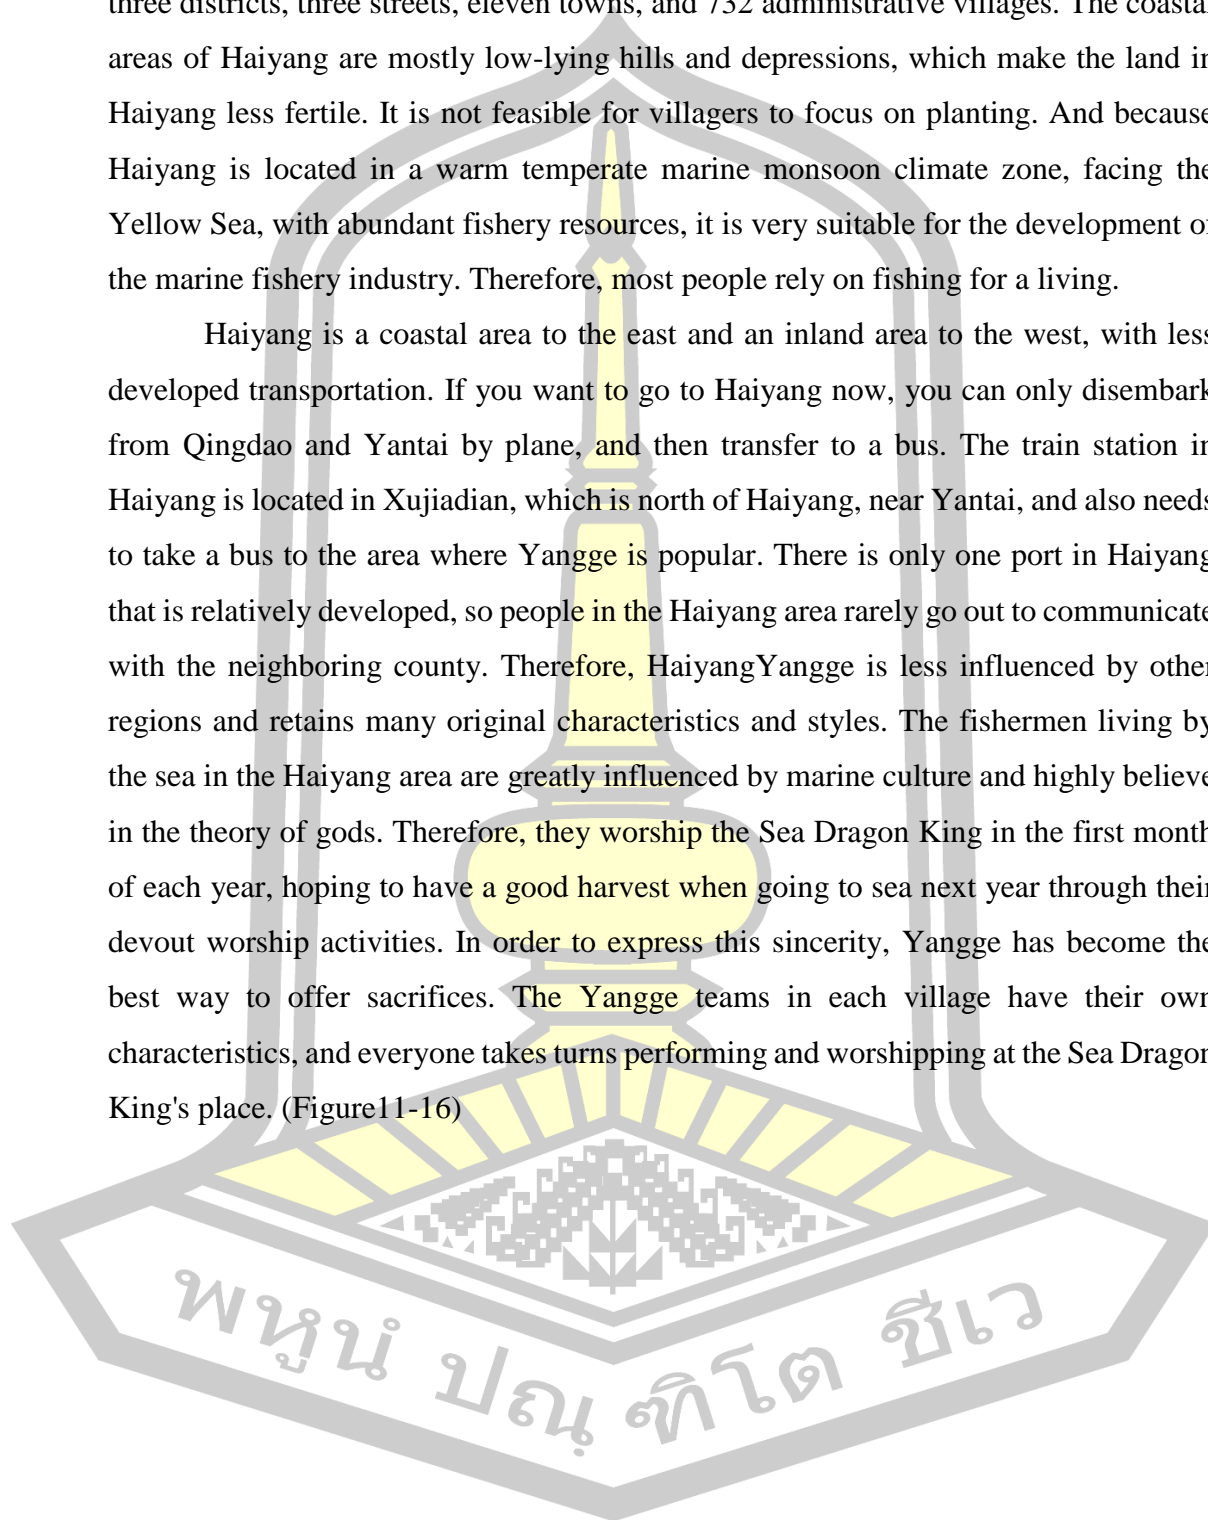 three districts, three streets, eleven towns, and 732 administrative villages. The coastal
areas of Haiyang are mostly low-lying hills and depressions, which make the land in
Haiyang less fertile. It is not feasible for villagers to focus on planting. And because
Haiyang is located in a warm temperate marine monsoon climate zone, facing the
Yellow Sea, with abundant fishery resources, it is very suitable for the development of
the marine fishery industry. Therefore, most people rely on fishing for a living.
Haiyang is a coastal area to the east and an inland area to the west, with less
developed transportation. If you want to go to Haiyang now, you can only disembark
from Qingdao and Yantai by plane, and then transfer to a bus. The train station in
Haiyang is located in Xujiadian, which is north of Haiyang, near Yantai, and also needs
to take a bus to the area where Yangge is popular. There is only one port in Haiyang
that is relatively developed, so people in the Haiyang area rarely go out to communicate
with the neighboring county. Therefore, HaiyangYangge is less influenced by other
regions and retains many original characteristics and styles. The fishermen living by
the sea in the Haiyang area are greatly influenced by marine culture and highly believe
in the theory of gods. Therefore, they worship the Sea Dragon King in the first month
of each year, hoping to have a good harvest when going to sea next year through their
devout worship activities. In order to express this sincerity, Yangge has become the
best way to offer sacrifices. The Yangge teams in each village have their own
characteristics, and everyone takes turns performing and worshipping at the Sea Dragon
King's place. (Figure11-16)
พหูนํ ปณฺฑิโต ชีเว